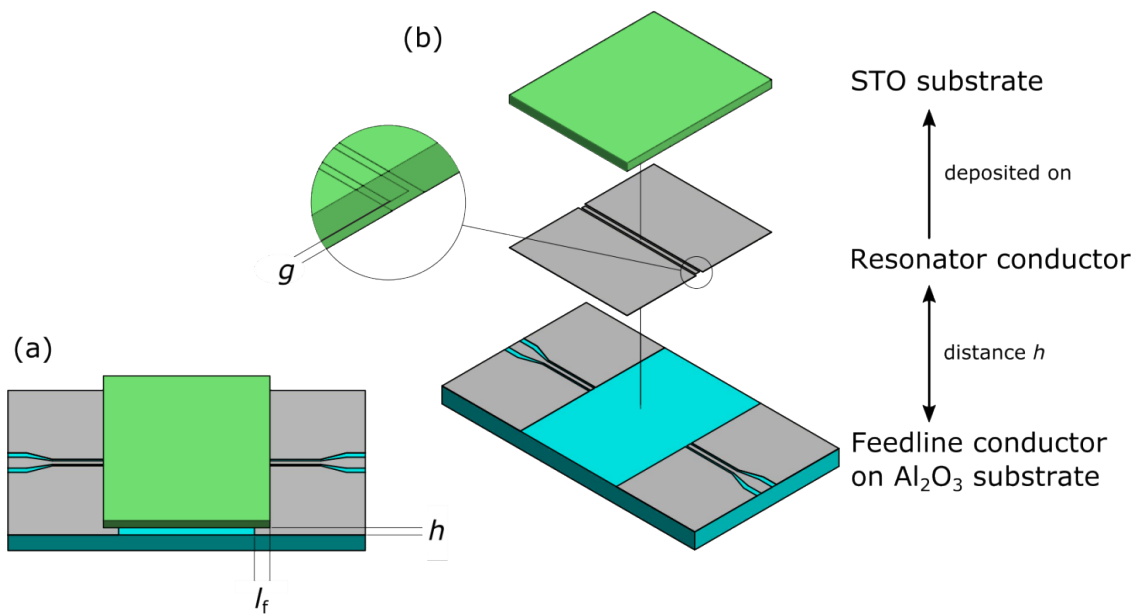 (b)
STO substrate
deposited on
g
Resonator conductor
(a)
distance h
Feedline conductor
on Al₂O₃ substrate
h
lf